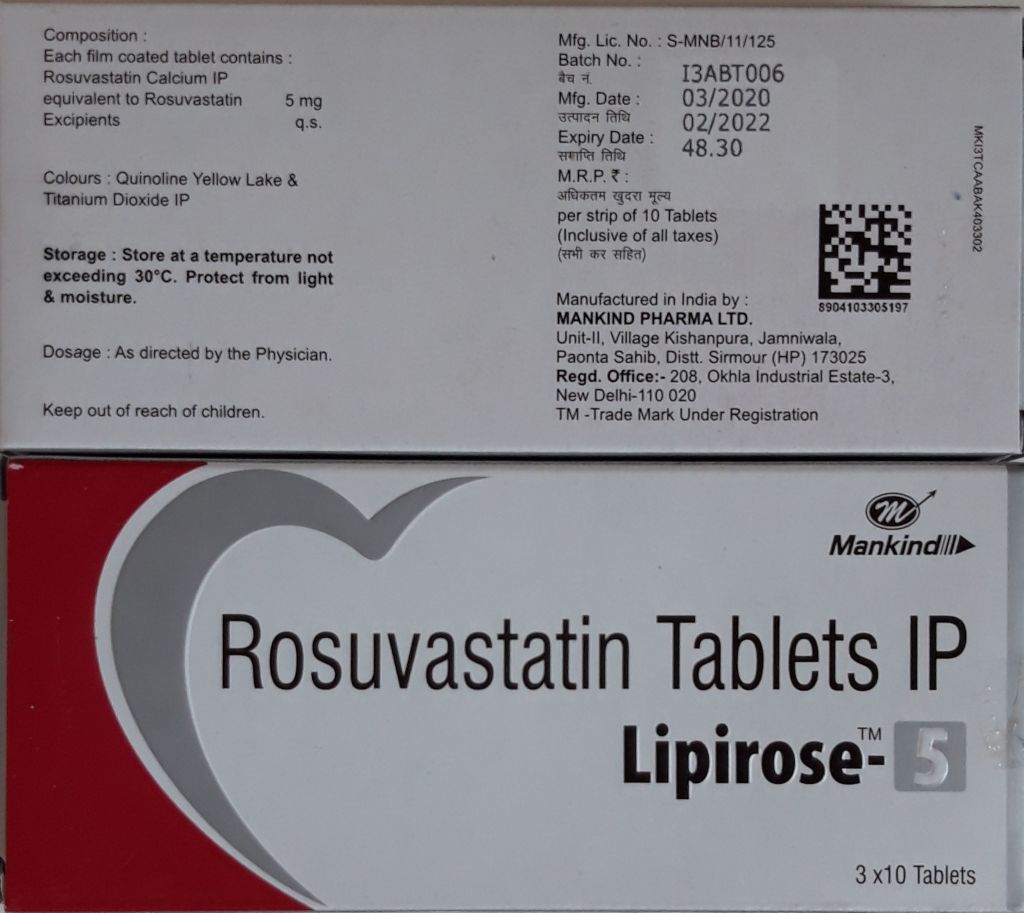 Composition :
Each film coated tablet contains :
Rosuvastatin Calcium IP
equivalent to Rosuvastatin 5 mg
Excipients q.s.
Colours : Quinoline Yellow Lake &
Titanium Dioxide IP
Storage : Store at a temperature not
exceeding 30°C. Protect from light
& moisture.
Dosage : As directed by the Physician.
Keep out of reach of children.
Mfg. Lic. No. : S-MNB/11/125
Batch No. : I3ABT006
बैच नं.
Mfg. Date : 03/2020
उत्पादन तिथि
Expiry Date : 02/2022
समाप्ति तिथि
M.R.P. ₹ : 48.30
अधिकतम खुदरा मूल्य
per strip of 10 Tablets
(Inclusive of all taxes)
(सभी कर सहित)
Manufactured in India by :
MANKIND PHARMA LTD.
Unit-II, Village Kishanpura, Jamniwala,
Paonta Sahib, Distt. Sirmour (HP) 173025
Regd. Office:- 208, Okhla Industrial Estate-3,
New Delhi-110 020
TM -Trade Mark Under Registration
8904103305197
MKI3TCAABAK403302
m
Mankind
Rosuvastatin Tablets IP
Lipirose-™ 5
3 x10 Tablets